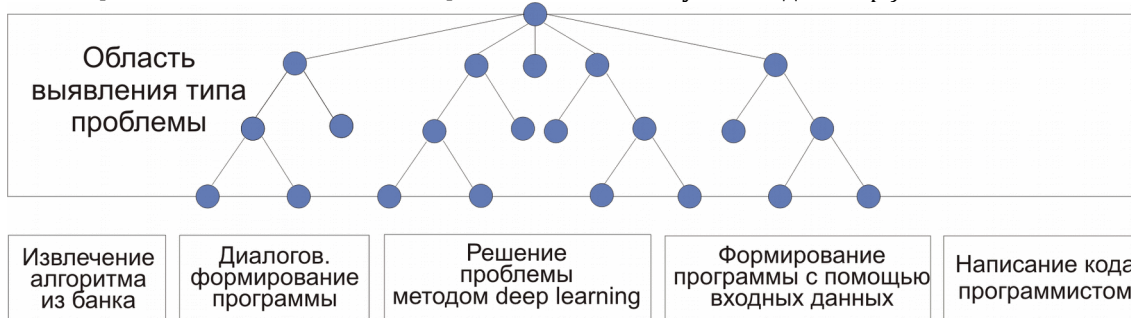 Область
выявления типа
проблемы
Извлечение
алгоритма
из банка
Диалогов.
формирование
программы
Решение
проблемы
методом deep learning
Формирование
программы с помощью
входных данных
Написание кода
программистом